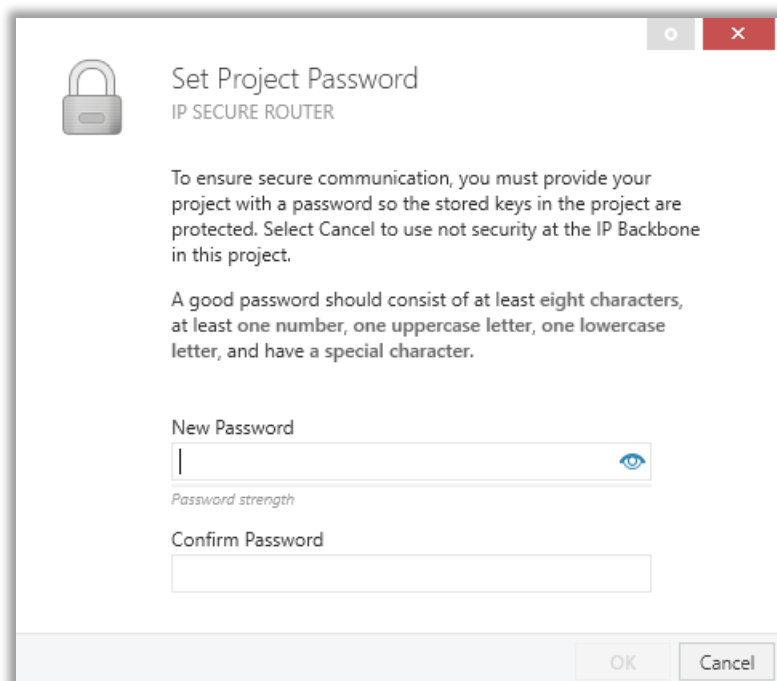 Set Project Password
IP SECURE ROUTER
To ensure secure communication, you must provide your
project with a password so the stored keys in the project are
protected. Select Cancel to use not security at the IP Backbone
in this project.
A good password should consist of at least eight characters,
at least one number, one uppercase letter, one lowercase
letter, and have a special character.
New Password
Password strength
Confirm Password
OK Cancel